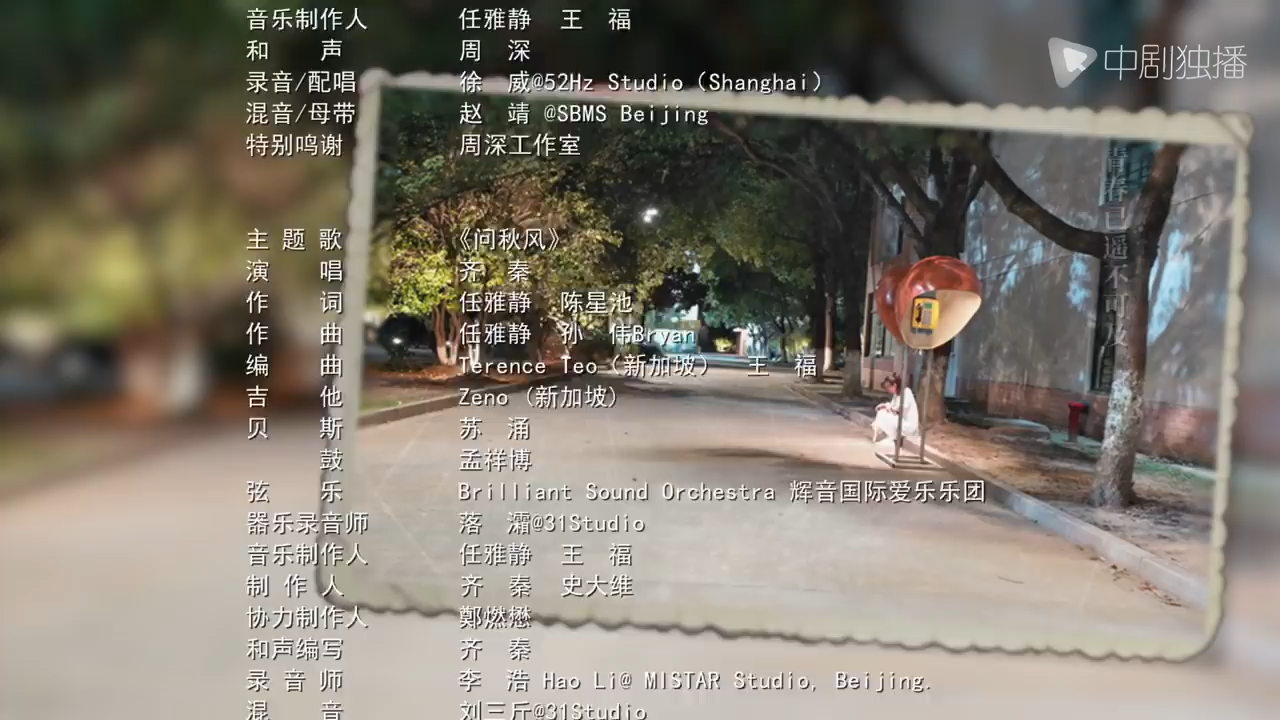 音乐制作人 任雅静 王 福
和 声 周 深
录音/配唱 徐 威@52Hz Studio（Shanghai）
混音/母带 赵 靖 @SBMS Beijing
特别鸣谢 周深工作室
中剧独播
主 题 歌 《问秋风》
演 唱 齐 秦
作 词 任雅静 陈星池
作 曲 任雅静 孙 伟Bryan
编 曲 Terence Teo（新加坡） 王 福
吉 他 Zeno（新加坡）
贝 斯 苏 涌
鼓 孟祥博
弦 乐 Brilliant Sound Orchestra 辉音国际爱乐乐团
器乐录音师 落 灀@31Studio
音乐制作人 任雅静 王 福
制 作 人 齐 秦 史大维
协力制作人 鄭燃懋
和声编写 齐 秦
录 音 师 李 浩 Hao Li@ MISTAR Studio, Beijing.
混 音 刘三斤@31Studio
青春已遥不可及